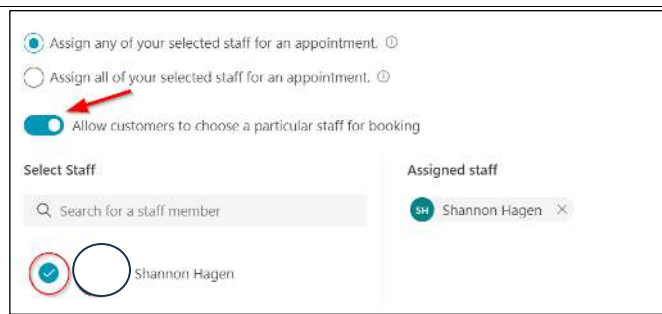 Assign any of your selected staff for an appointment.
Assign all of your selected staff for an appointment.
Allow customers to choose a particular staff for booking
Select Staff
Assigned staff
Search for a staff member
SH Shannon Hagen
Shannon Hagen